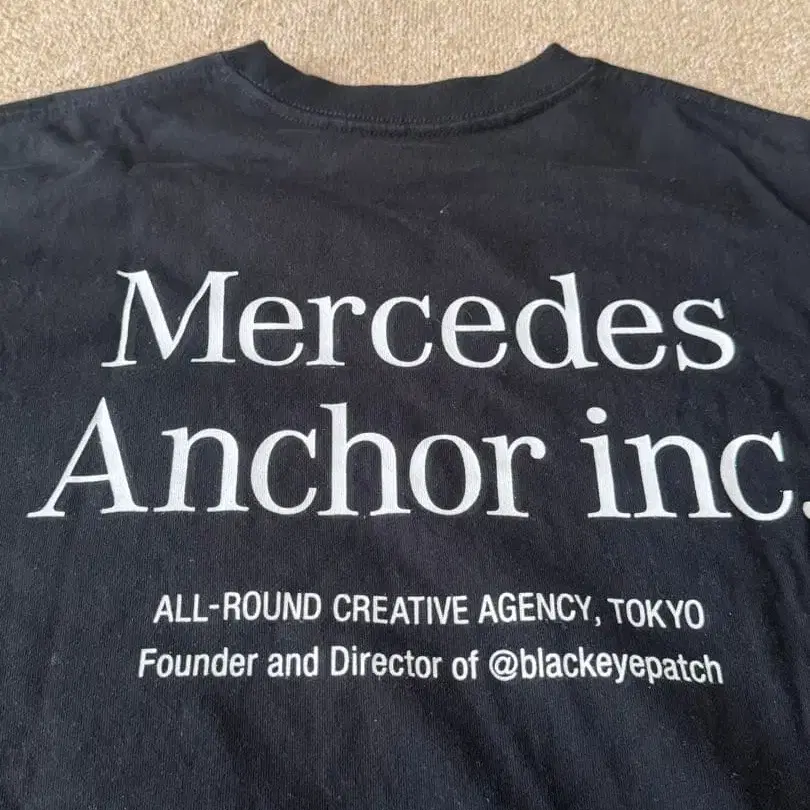 Mercedes
Anchor inc.
ALL-ROUND CREATIVE AGENCY, TOKYO
Founder and Director of @blackeyepatch